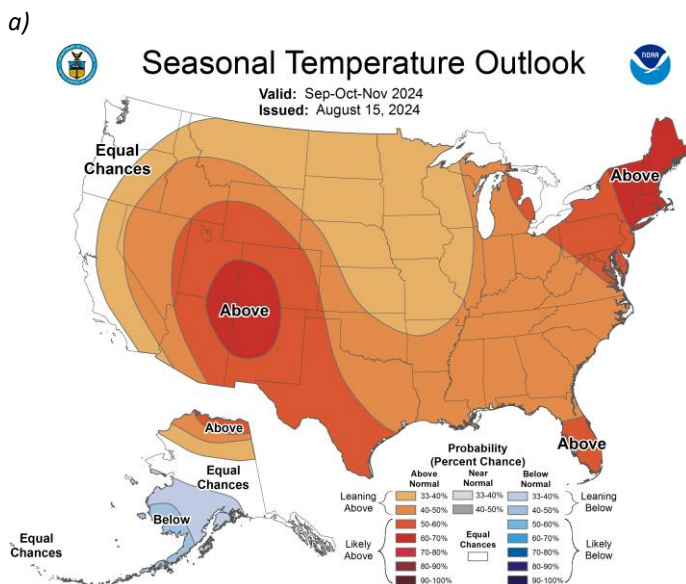 a)
Seasonal Temperature Outlook
Valid: Sep-Oct-Nov 2024
Issued: August 15, 2024
NOAA
Equal
Chances
Above
Above
Above
Above
Equal
Chances
Below
Equal
Chances
Probability
(Percent Chance)
Above
Normal
Near
Normal
Below
Normal
Leaning
Above
33-40%
33-40%
33-40%
Leaning
Below
40-50%
40-50%
40-50%
Likely
Above
50-60%
Equal
Chances
50-60%
Likely
Below
60-70%
60-70%
70-80%
70-80%
80-90%
80-90%
90-100%
90-100%